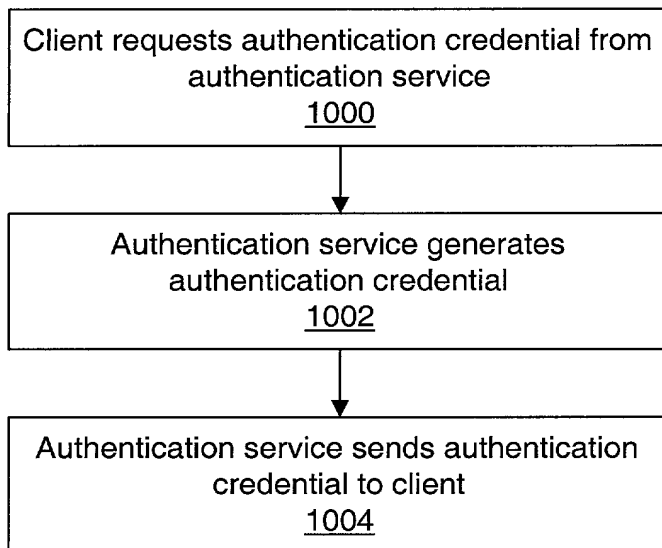 Client requests authentication credential from
authentication service
1000
Authentication service generates
authentication credential
1002
Authentication service sends authentication
credential to client
1004